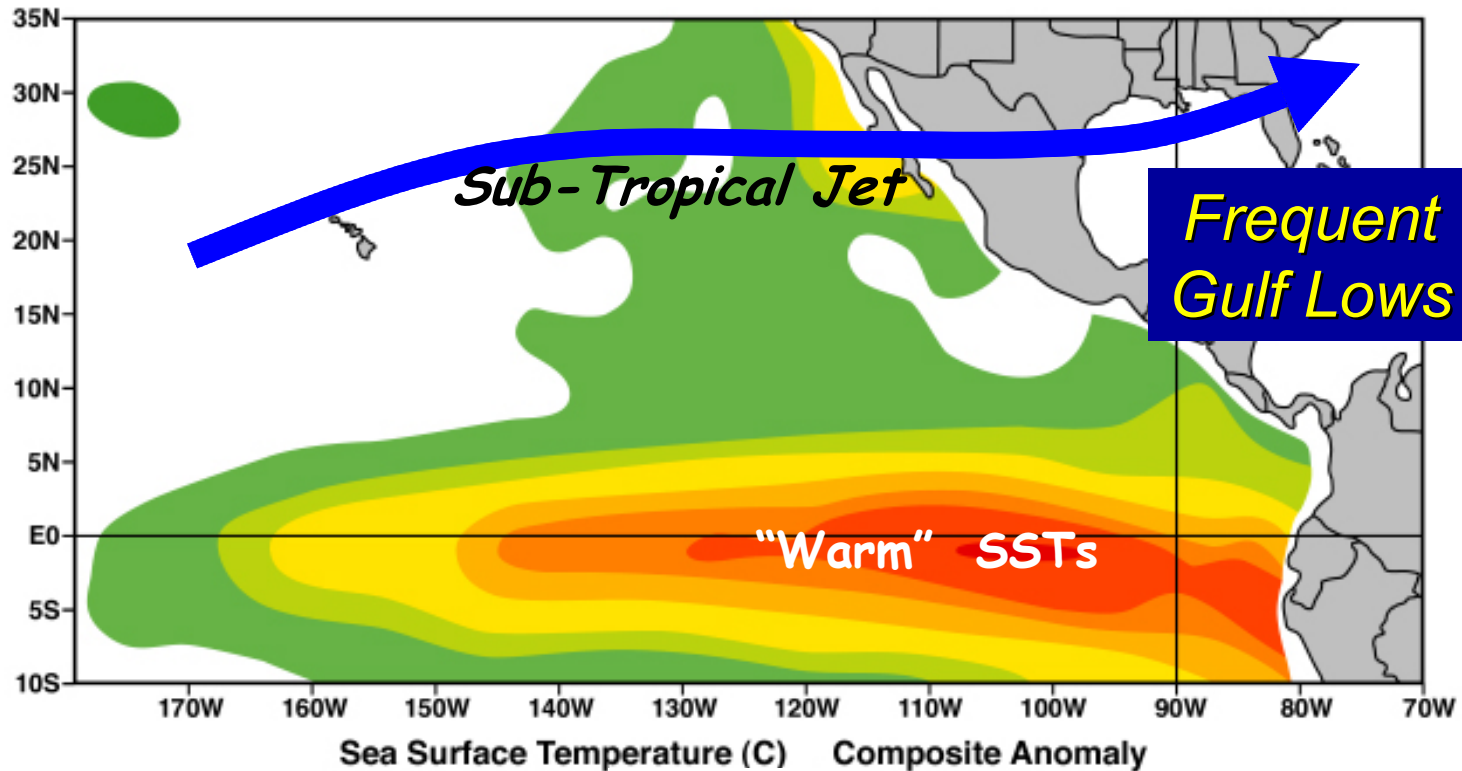 35N
30N
25N
20N
15N
10N
5N
E0
5S
10S
Sub-Tropical Jet
Frequent
Gulf Lows
"Warm" SSTs
170W 160W 150W 140W 130W 120W 110W 100W 90W 80W 70W
Sea Surface Temperature (C) Composite Anomaly